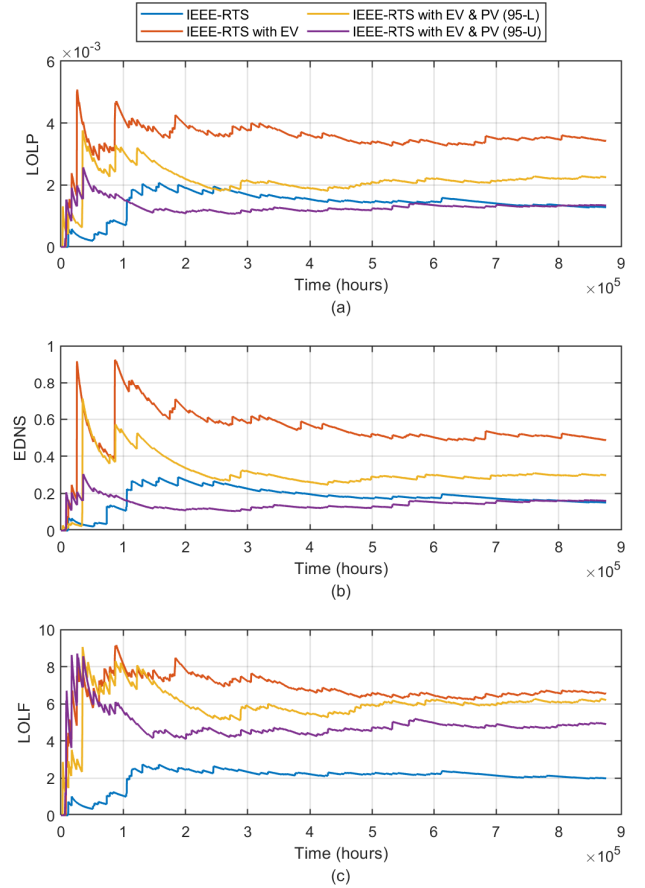 IEEE-RTS
IEEE-RTS with EV & PV (95-L)
IEEE-RTS with EV
IEEE-RTS with EV & PV (95-U)
×10⁻³
6
4
2
0
LOLP
0 1 2 3 4 5 6 7 8 9
Time (hours)
×10⁵
(a)
1
0.8
0.6
0.4
0.2
0
EDNS
0 1 2 3 4 5 6 7 8 9
Time (hours)
×10⁵
(b)
10
8
6
4
2
0
LOLF
0 1 2 3 4 5 6 7 8 9
Time (hours)
×10⁵
(c)